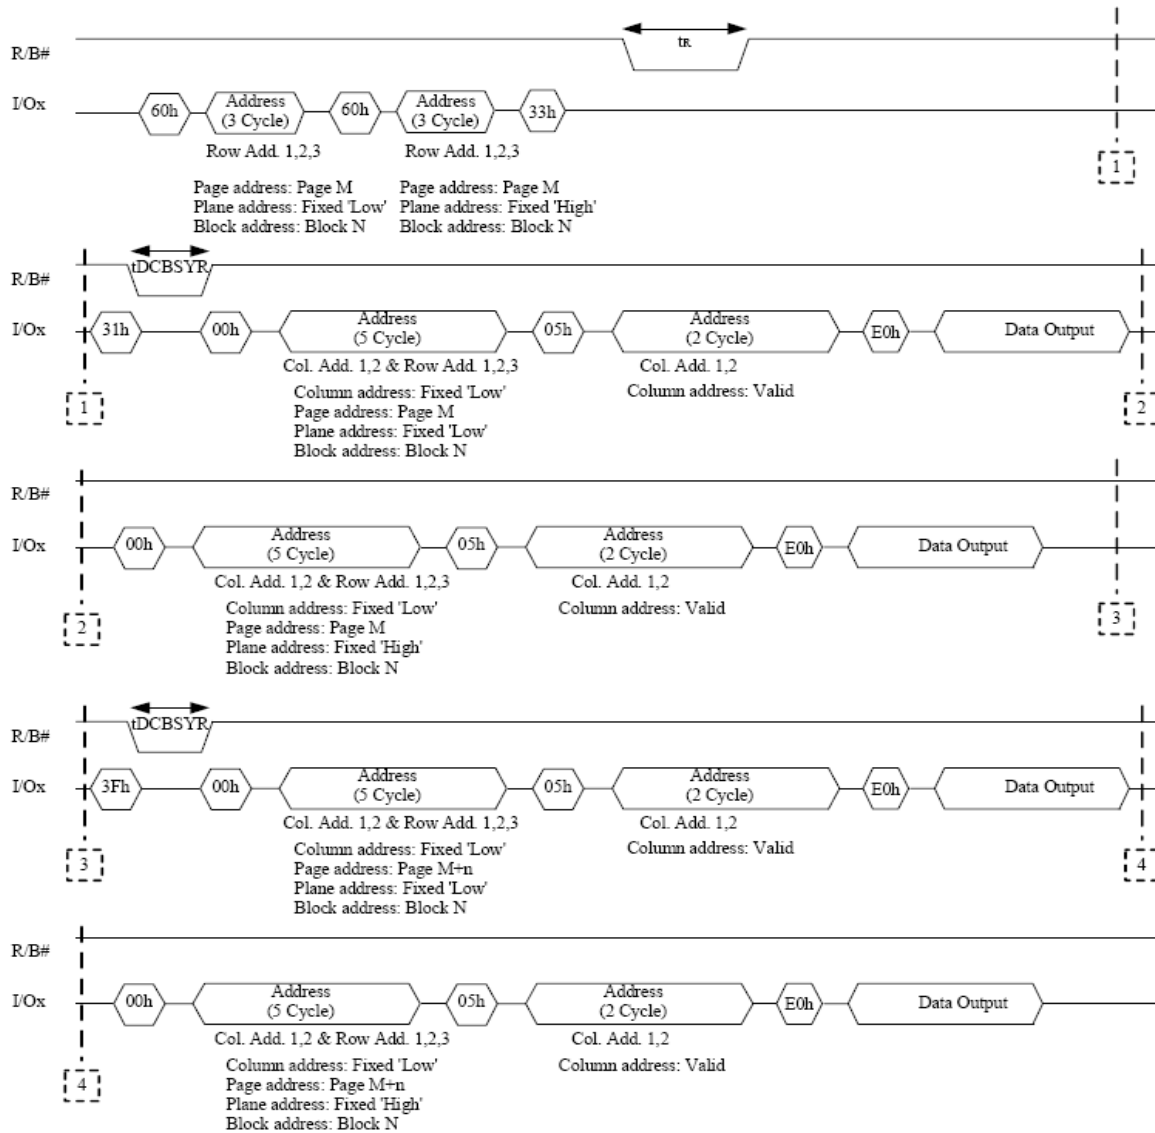 tR
R/B#
I/Ox
60h
Address
(3 Cycle)
60h
Address
(3 Cycle)
33h
Row Add. 1,2,3
Row Add. 1,2,3
1
Page address: Page M
Plane address: Fixed 'Low'
Block address: Block N
Page address: Page M
Plane address: Fixed 'High'
Block address: Block N
tDCBSYR
R/B#
I/Ox
31h
00h
Address
(5 Cycle)
05h
Address
(2 Cycle)
E0h
Data Output
Col. Add. 1,2 & Row Add. 1,2,3
Col. Add. 1,2
Column address: Fixed 'Low'
Page address: Page M
Plane address: Fixed 'Low'
Block address: Block N
Column address: Valid
1
2
R/B#
I/Ox
00h
Address
(5 Cycle)
05h
Address
(2 Cycle)
E0h
Data Output
Col. Add. 1,2 & Row Add. 1,2,3
Col. Add. 1,2
Column address: Fixed 'Low'
Page address: Page M
Plane address: Fixed 'High'
Block address: Block N
Column address: Valid
2
3
tDCBSYR
R/B#
I/Ox
3Fh
00h
Address
(5 Cycle)
05h
Address
(2 Cycle)
E0h
Data Output
Col. Add. 1,2 & Row Add. 1,2,3
Col. Add. 1,2
Column address: Fixed 'Low'
Page address: Page M+n
Plane address: Fixed 'Low'
Block address: Block N
Column address: Valid
3
4
R/B#
I/Ox
00h
Address
(5 Cycle)
05h
Address
(2 Cycle)
E0h
Data Output
Col. Add. 1,2 & Row Add. 1,2,3
Col. Add. 1,2
Column address: Fixed 'Low'
Page address: Page M+n
Plane address: Fixed 'High'
Block address: Block N
Column address: Valid
4